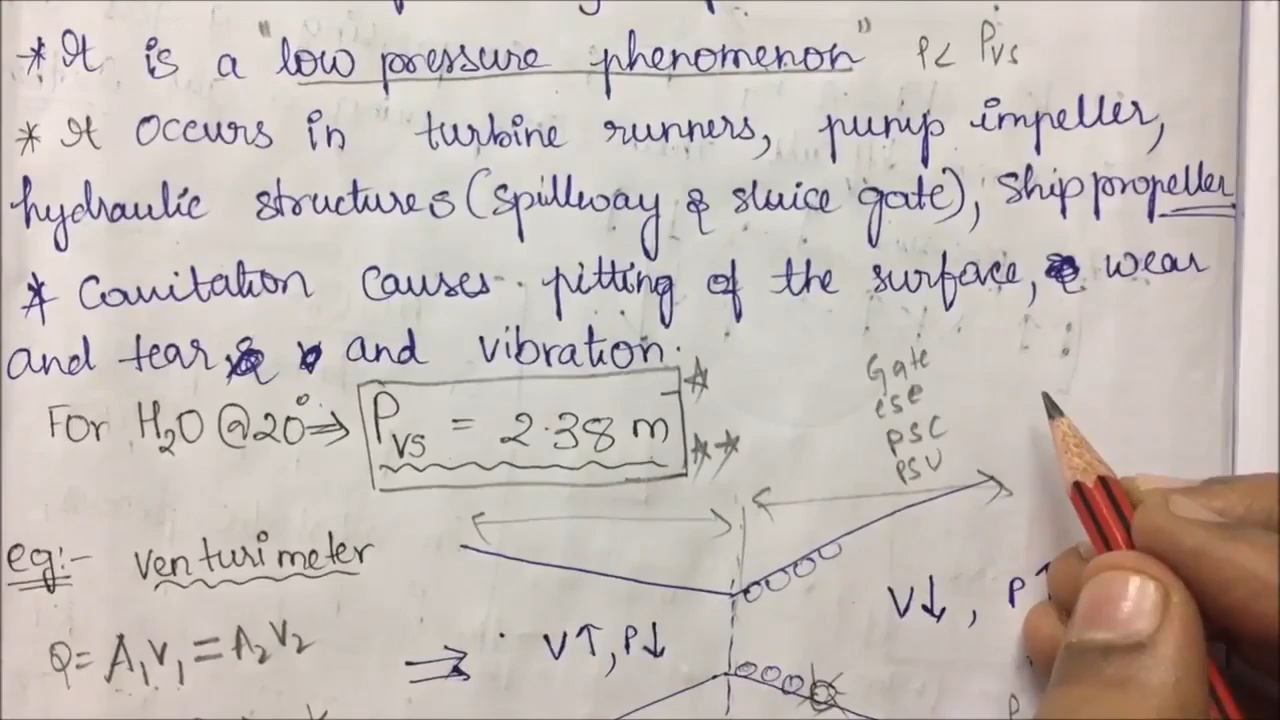 * It is a "low pressure phenomenon" P< Pvs
* It occurs in turbine runners, pump impeller,
hydraulic structures (spillway & sluice gate), ship propeller
* Cavitation causes pitting of the surface, wear
and tear and vibration.
For H₂O @20° ⇒ Pvs = 2.38 m
Gate
ese
PSC
PSU
eg:- venturimeter
V↓, P↑
Q = A₁V₁ = A₂V₂ ⇒ V↑, P↓